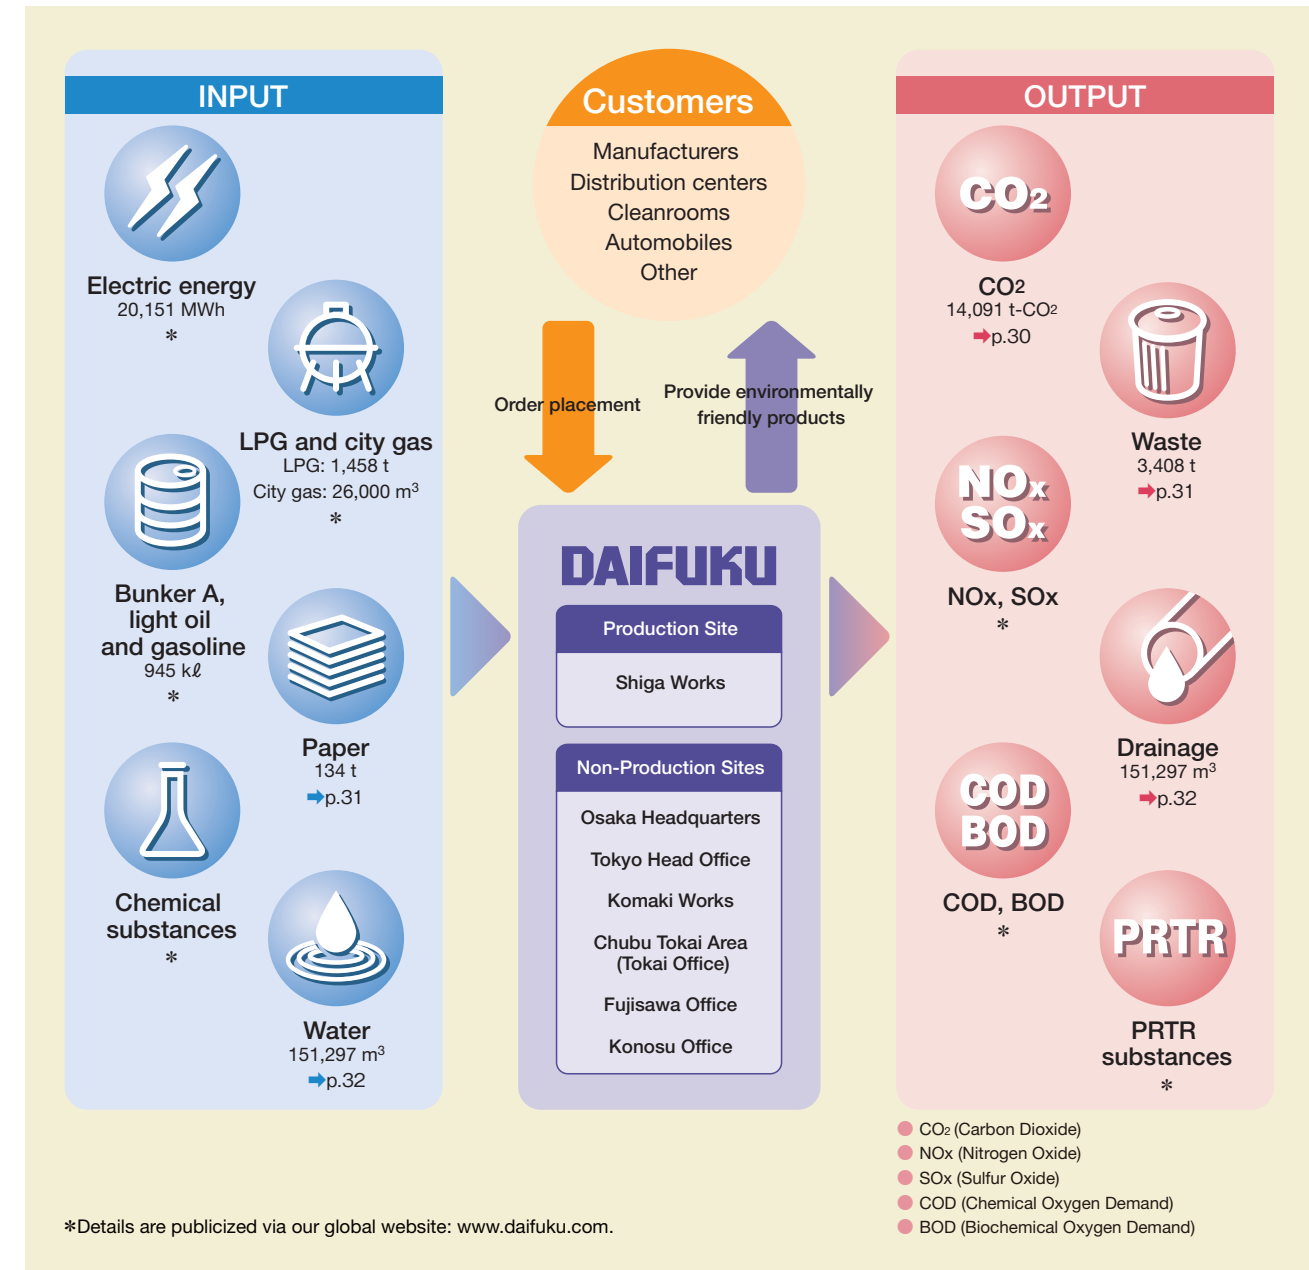 INPUT
Electric energy
20,151 MWh
*
LPG and city gas
LPG: 1,458 t
City gas: 26,000 m³
*
Bunker A,
light oil
and gasoline
945 kℓ
*
Paper
134 t
➡p.31
Chemical
substances
*
Water
151,297 m³
➡p.32
Customers
Manufacturers
Distribution centers
Cleanrooms
Automobiles
Other
Order placement
Provide environmentally
friendly products
DAIFUKU
Production Site
Shiga Works
Non-Production Sites
Osaka Headquarters
Tokyo Head Office
Komaki Works
Chubu Tokai Area
(Tokai Office)
Fujisawa Office
Konosu Office
OUTPUT
CO2
CO2
14,091 t-CO2
➡p.30
Waste
3,408 t
➡p.31
NOx
SOx
NOx, SOx
*
Drainage
151,297 m³
➡p.32
COD
BOD
COD, BOD
*
PRTR
PRTR
substances
*
CO2 (Carbon Dioxide)
NOx (Nitrogen Oxide)
SOx (Sulfur Oxide)
COD (Chemical Oxygen Demand)
BOD (Biochemical Oxygen Demand)
*Details are publicized via our global website: www.daifuku.com.